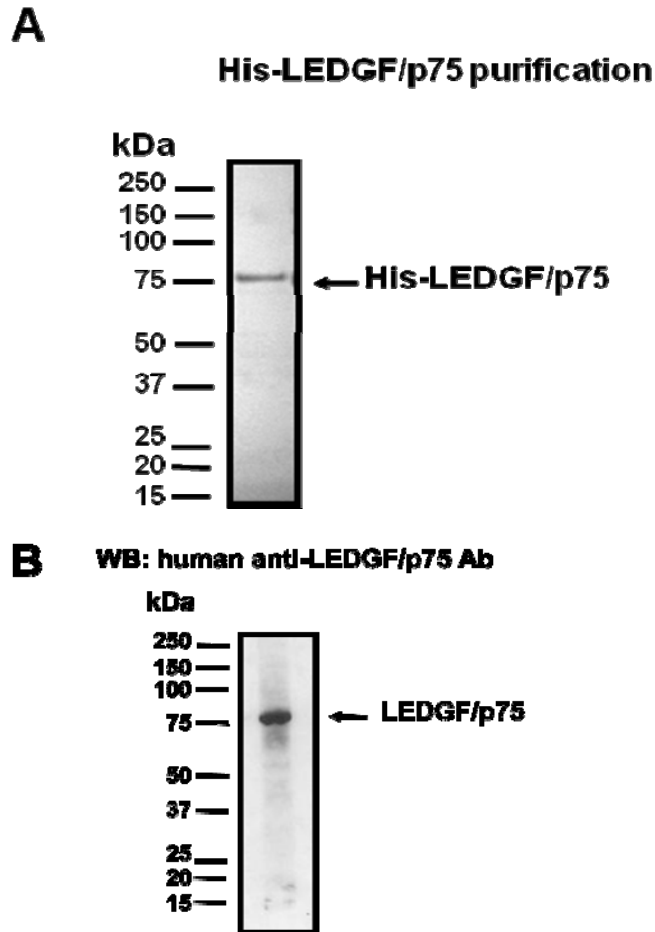 A
His-LEDGF/p75 purification
kDa
250
150
100
75
His-LEDGF/p75
50
37
25
20
15
B
WB: human anti-LEDGF/p75 Ab
kDa
250
150
100
75
LEDGF/p75
50
37
25
20
15